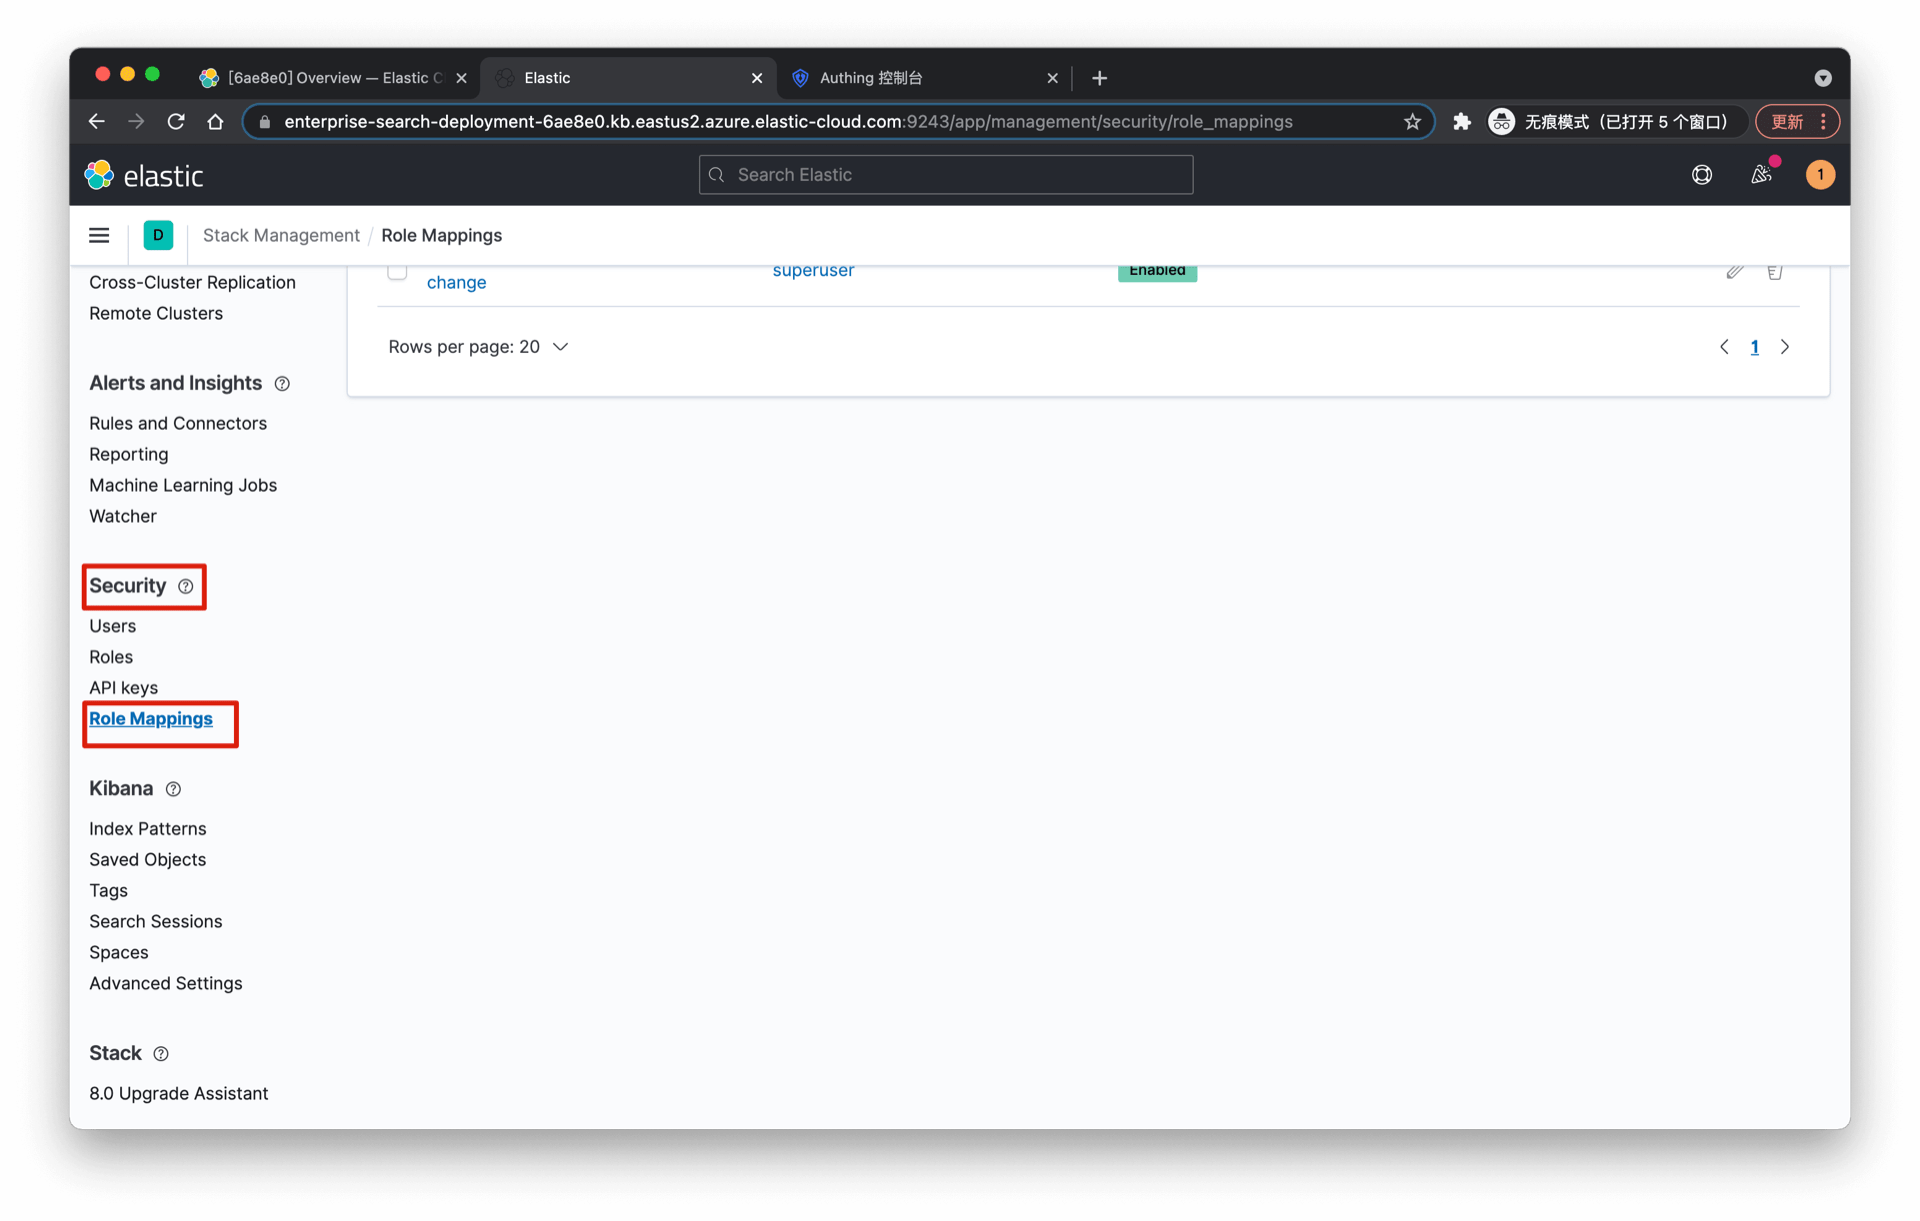 [6ae8e0] Overview — Elastic C
Elastic
Authing 控制台
enterprise-search-deployment-6ae8e0.kb.eastus2.azure.elastic-cloud.com:9243/app/management/security/role_mappings
无痕模式（已打开 5 个窗口）
更新
elastic
Search Elastic
1
D
Stack Management / Role Mappings
Cross-Cluster Replication
Remote Clusters
change
superuser
Enabled
Rows per page: 20
1
Alerts and Insights
Rules and Connectors
Reporting
Machine Learning Jobs
Watcher
Security
Users
Roles
API keys
Role Mappings
Kibana
Index Patterns
Saved Objects
Tags
Search Sessions
Spaces
Advanced Settings
Stack
8.0 Upgrade Assistant